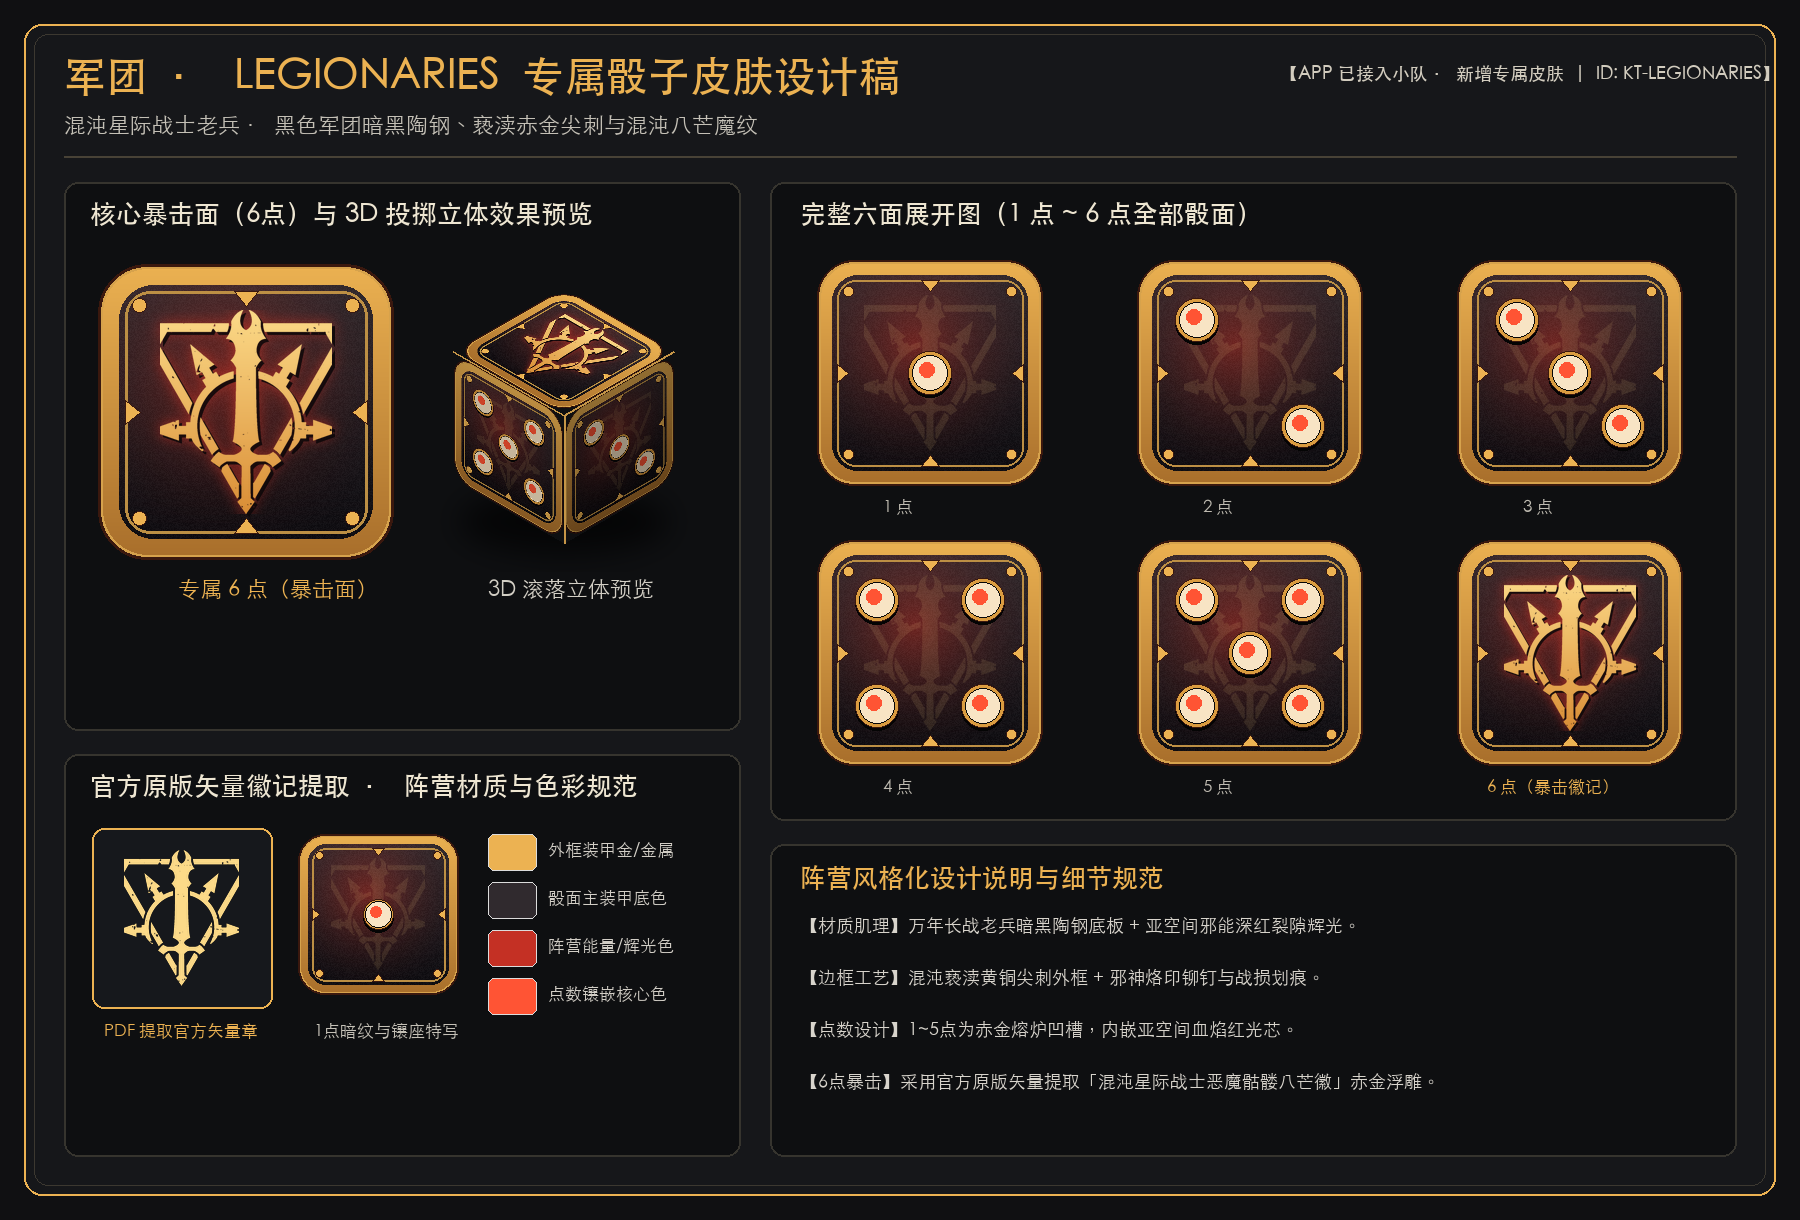 军团 · LEGIONARIES 专属骰子皮肤设计稿
【APP 已接入小队 · 新增专属皮肤 | ID: KT-LEGIONARIES】
混沌星际战士老兵 · 黑色军团暗黑陶钢、亵渎赤金尖刺与混沌八芒魔纹
核心暴击面（6点）与 3D 投掷立体效果预览
专属 6 点（暴击面）
3D 滚落立体预览
完整六面展开图（1 点 ~ 6 点全部骰面）
1 点
2 点
3 点
4 点
5 点
6 点（暴击徽记）
官方原版矢量徽记提取 · 阵营材质与色彩规范
外框装甲金/金属
骰面主装甲底色
阵营能量/辉光色
点数镶嵌核心色
PDF 提取官方矢量章
1点暗纹与镶座特写
阵营风格化设计说明与细节规范
【材质肌理】万年长战老兵暗黑陶钢底板 + 亚空间邪能深红裂隙辉光。
【边框工艺】混沌亵渎黄铜尖刺外框 + 邪神烙印铆钉与战损划痕。
【点数设计】1~5点为赤金熔炉凹槽，内嵌亚空间血焰红光芯。
【6点暴击】采用官方原版矢量提取「混沌星际战士恶魔骷髅八芒徽」赤金浮雕。